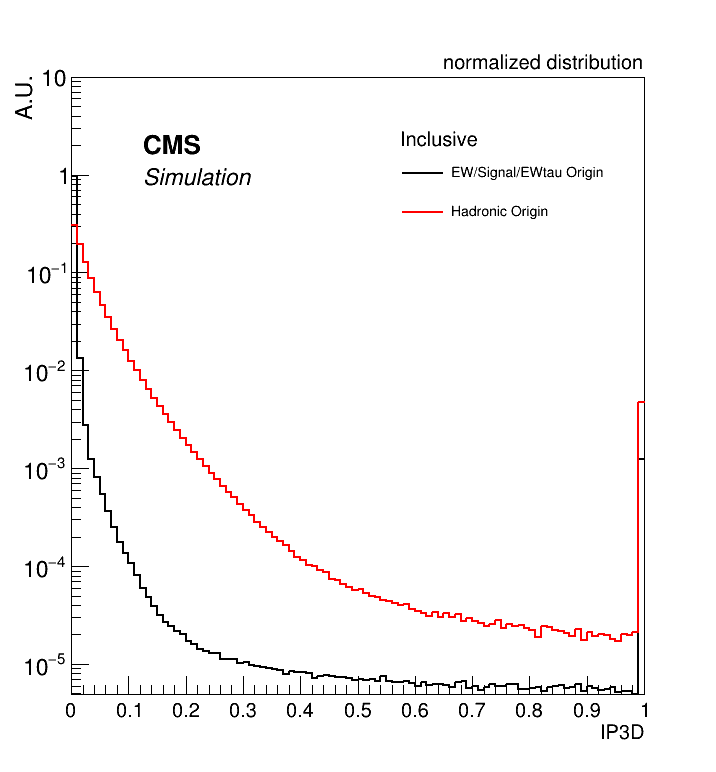 normalized distribution
A.U.
10
1
10⁻¹
10⁻²
10⁻³
10⁻⁴
10⁻⁵
CMS
Simulation
Inclusive
EW/Signal/EWtau Origin
Hadronic Origin
0 0.1 0.2 0.3 0.4 0.5 0.6 0.7 0.8 0.9 1
IP3D